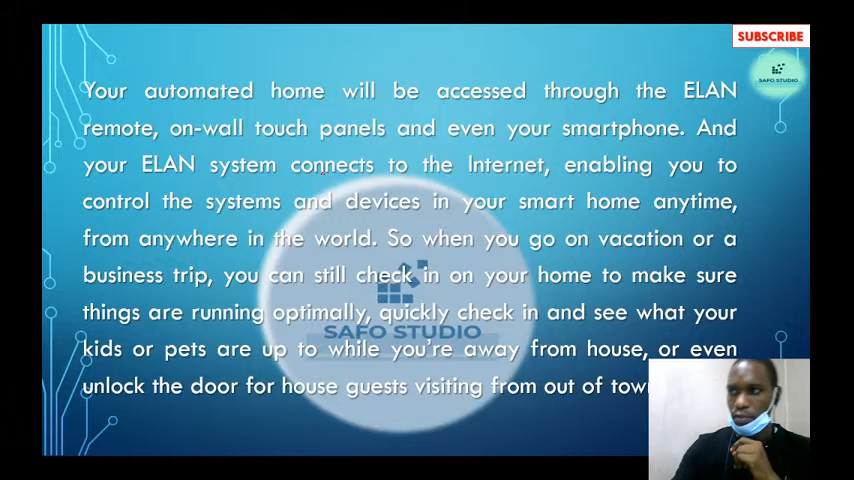 SUBSCRIBE
SAFO STUDIO
Your automated home will be accessed through the ELAN
remote, on-wall touch panels and even your smartphone. And
your ELAN system connects to the Internet, enabling you to
control the systems and devices in your smart home anytime,
from anywhere in the world. So when you go on vacation or a
business trip, you can still check in on your home to make sure
things are running optimally, quickly check in and see what your
SAFO STUDIO
kids or pets are up to while you're away from house, or even
unlock the door for house guests visiting from out of town